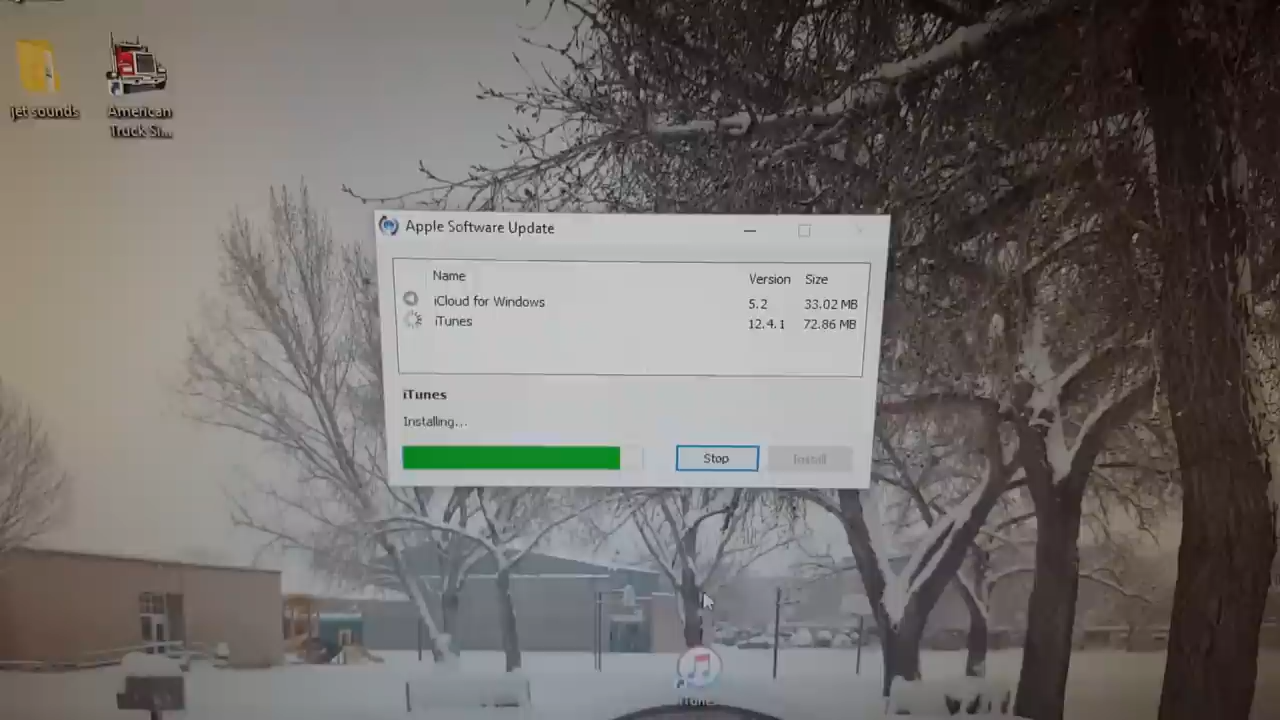 jet sounds
American
Truck Si...
Apple Software Update
Name Version Size
iCloud for Windows 5.2 33.02 MB
iTunes 12.4.1 72.86 MB
iTunes
Installing...
Stop Install
iTunes